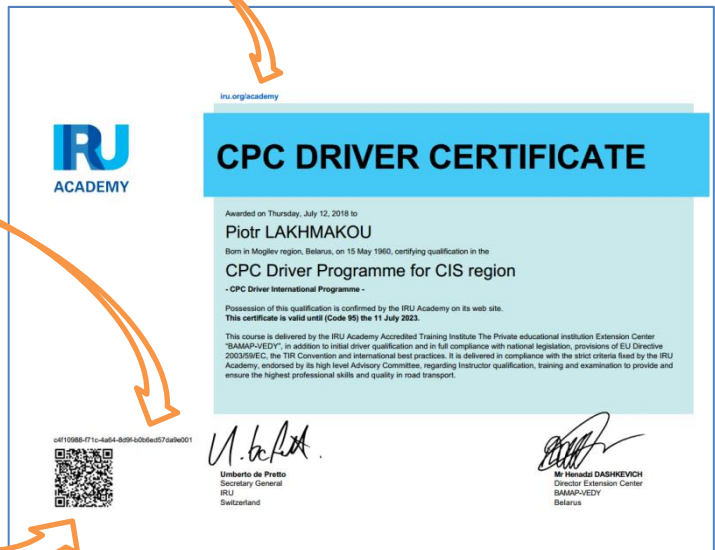 iru.org/academy
IRU
ACADEMY
CPC DRIVER CERTIFICATE
Awarded on Thursday, July 12, 2018 to
Piotr LAKHMAKOU
Born in Mogilev region, Belarus, on 15 May 1960, certifying qualification in the
CPC Driver Programme for CIS region
- CPC Driver International Programme -
Possession of this qualification is confirmed by the IRU Academy on its web site.
This certificate is valid until (Code 95) the 11 July 2023.
This course is delivered by the IRU Academy Accredited Training Institute The Private educational institution Extension Center
"BAMAP-VEDY", in addition to initial driver qualification and in full compliance with national legislation, provisions of EU Directive
2003/59/EC, the TIR Convention and international best practices. It is delivered in compliance with the strict criteria fixed by the IRU
Academy, endorsed by its high level Advisory Committee, regarding Instructor qualification, training and examination to provide and
ensure the highest professional skills and quality in road transport.
c4f10988-f71c-4a64-8d9f-b0b6ed57da9e001
Umberto de Pretto
Secretary General
IRU
Switzerland
Mr Henadzi DASHKEVICH
Director Extension Center
BAMAP-VEDY
Belarus